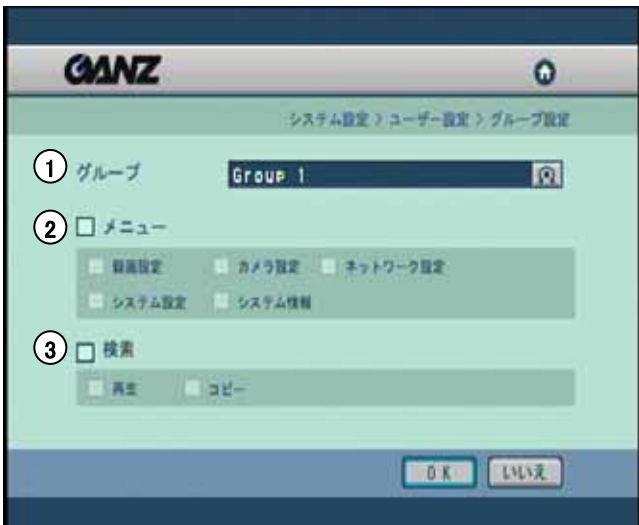 GANZ
システム設定 > ユーザー設定 > グループ設定
1 グループ Group 1
2 メニュー
録画設定 カメラ設定 ネットワーク設定
システム設定 システム情報
3 検索
再生 コピー
OK いいえ